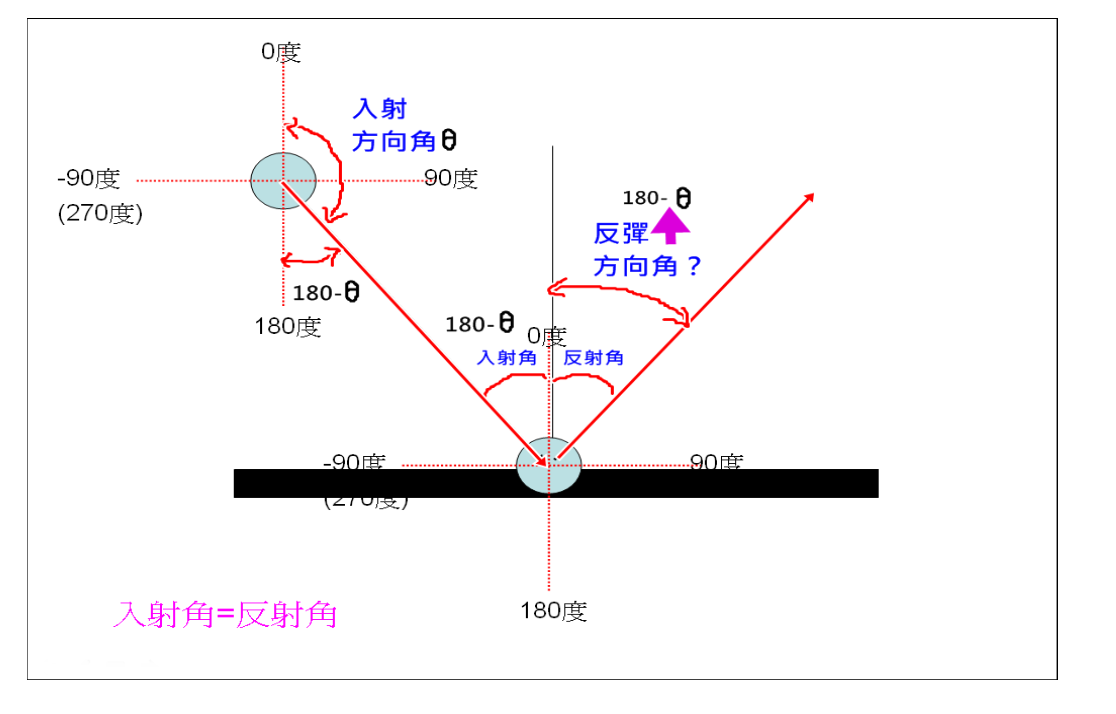 0度
入射
方向角θ
-90度
90度
(270度)
180-θ
反彈
方向角？
180-θ
180度
180-θ
0度
入射角
反射角
-90度
90度
(270度)
180度
入射角=反射角